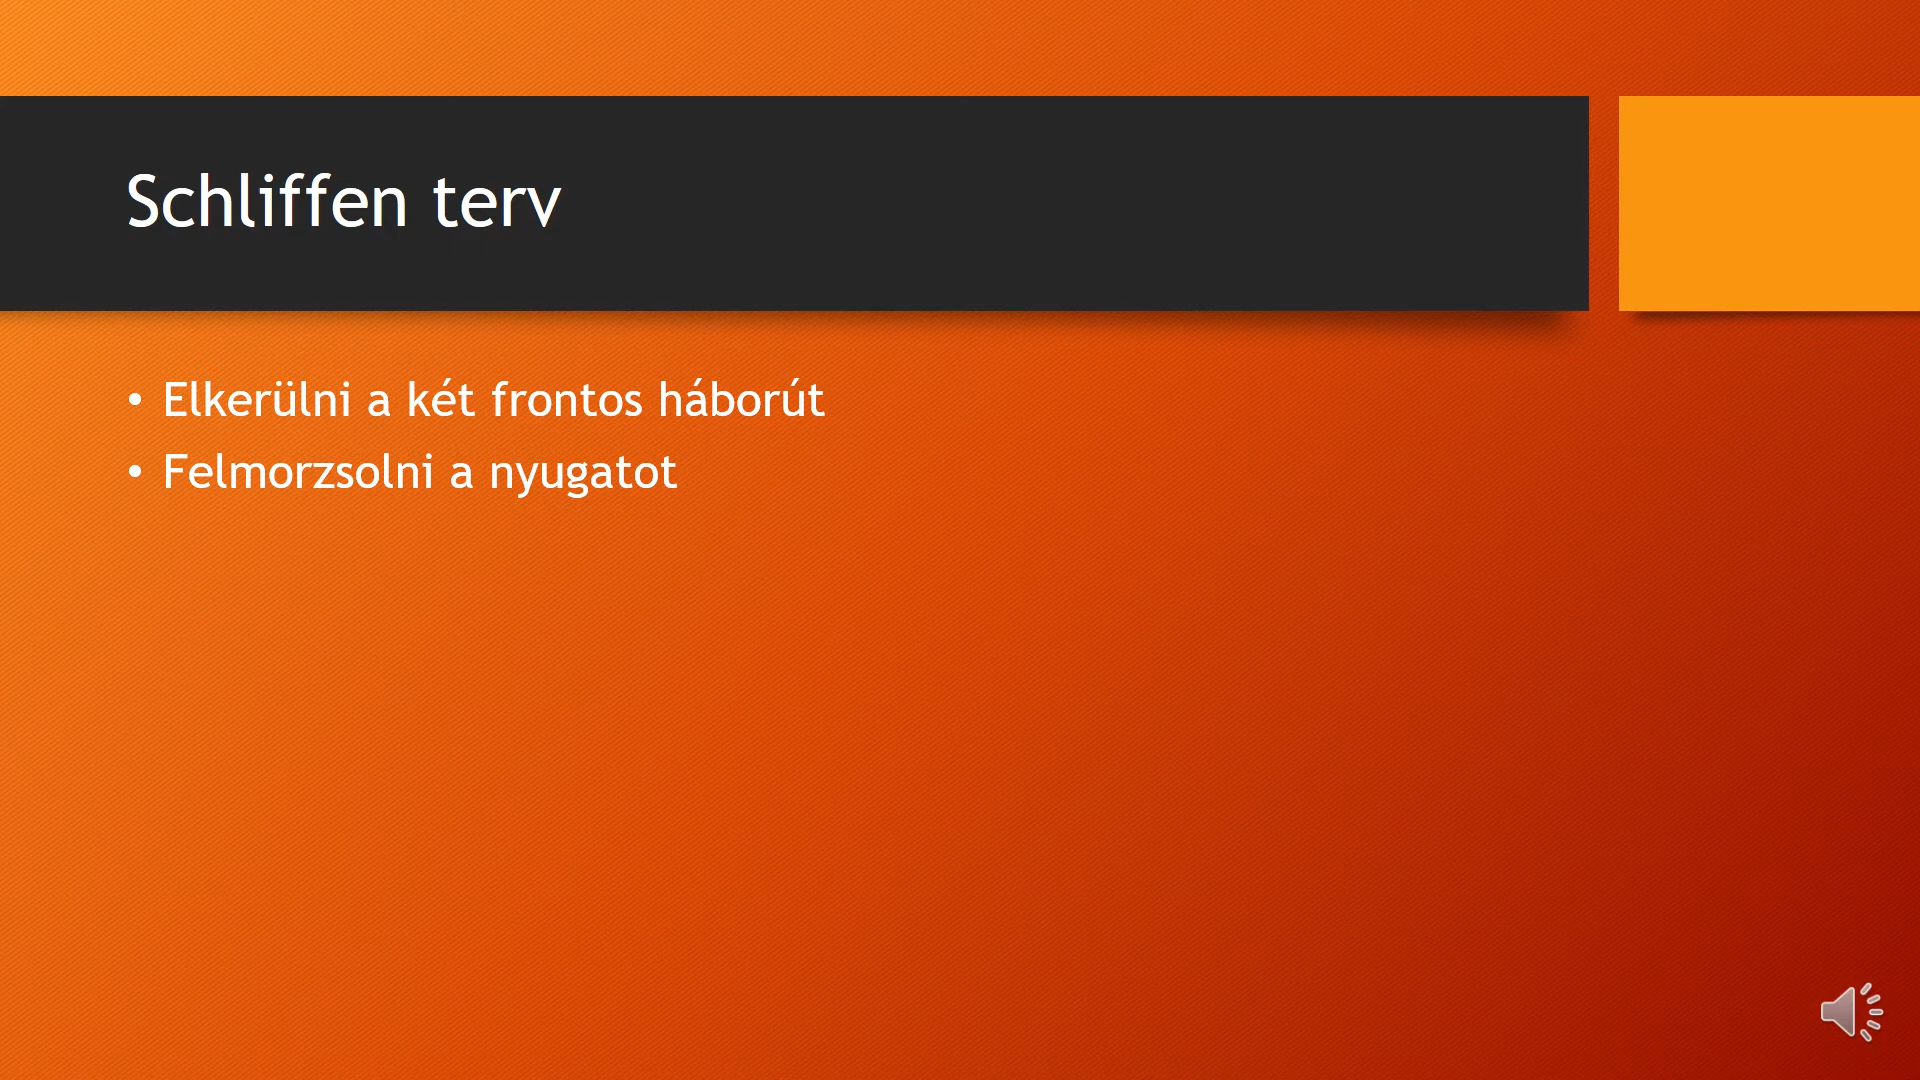 Schliffen terv
• Elkerülni a két frontos háborút
• Felmorzsolni a nyugatot